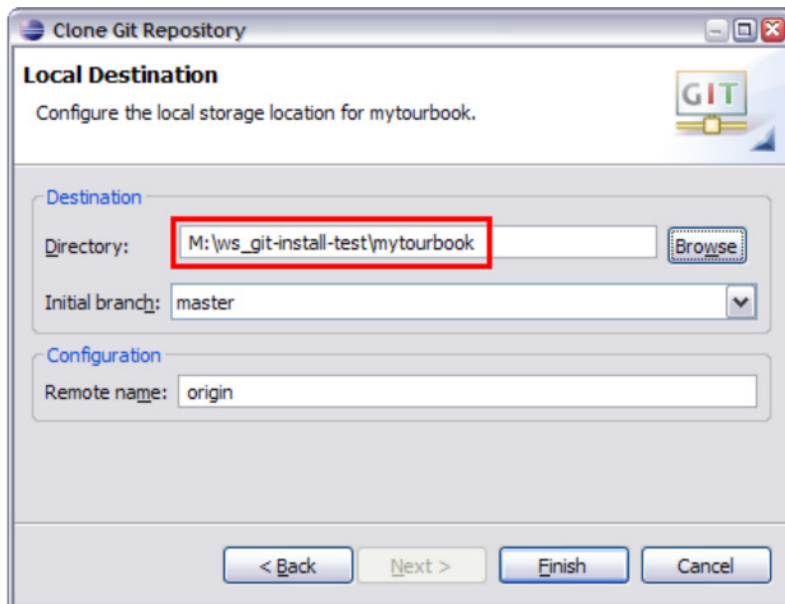 Clone Git Repository
Local Destination
Configure the local storage location for mytourbook.
GIT
Destination
Directory: M:\ws_git-install-test\mytourbook Browse
Initial branch: master
Configuration
Remote name: origin
< Back Next > Finish Cancel